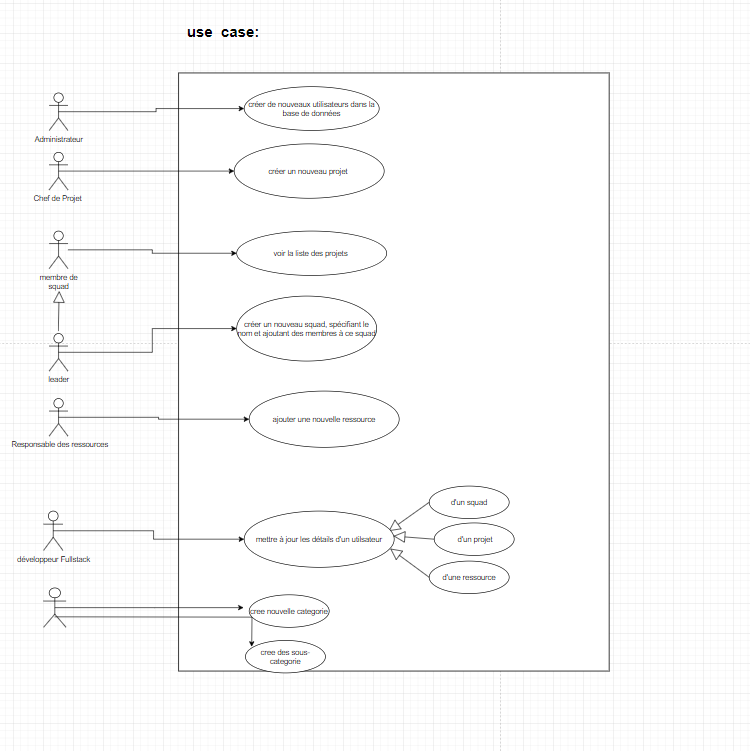 use case:
créer de nouveaux utilisateurs dans la
base de données
Administrateur
créer un nouveau projet
Chef de Projet
voir la liste des projets
membre de
squad
créer un nouveau squad, spécifiant le
nom et ajoutant des membres à ce squad
leader
ajouter une nouvelle ressource
Responsable des ressources
d'un squad
mettre à jour les détails d'un utilsateur
d'un projet
développeur Fullstack
d'une ressource
cree nouvelle categorie
cree des sous-
categorie